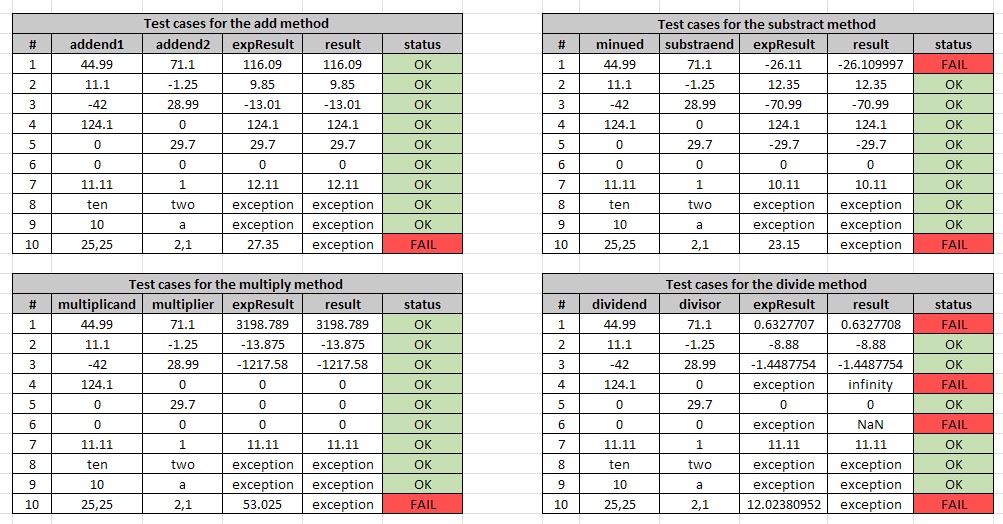 Test cases for the add method
# addend1 addend2 expResult result status
1 44.99 71.1 116.09 116.09 OK
2 11.1 -1.25 9.85 9.85 OK
3 -42 28.99 -13.01 -13.01 OK
4 124.1 0 124.1 124.1 OK
5 0 29.7 29.7 29.7 OK
6 0 0 0 0 OK
7 11.11 1 12.11 12.11 OK
8 ten two exception exception OK
9 10 a exception exception OK
10 25,25 2,1 27.35 exception FAIL
Test cases for the substract method
# minued substraend expResult result status
1 44.99 71.1 -26.11 -26.109997 FAIL
2 11.1 -1.25 12.35 12.35 OK
3 -42 28.99 -70.99 -70.99 OK
4 124.1 0 124.1 124.1 OK
5 0 29.7 -29.7 -29.7 OK
6 0 0 0 0 OK
7 11.11 1 10.11 10.11 OK
8 ten two exception exception OK
9 10 a exception exception OK
10 25,25 2,1 23.15 exception FAIL
Test cases for the multiply method
# multiplicand multiplier expResult result status
1 44.99 71.1 3198.789 3198.789 OK
2 11.1 -1.25 -13.875 -13.875 OK
3 -42 28.99 -1217.58 -1217.58 OK
4 124.1 0 0 0 OK
5 0 29.7 0 0 OK
6 0 0 0 0 OK
7 11.11 1 11.11 11.11 OK
8 ten two exception exception OK
9 10 a exception exception OK
10 25,25 2,1 53.025 exception FAIL
Test cases for the divide method
# dividend divisor expResult result status
1 44.99 71.1 0.6327707 0.6327708 FAIL
2 11.1 -1.25 -8.88 -8.88 OK
3 -42 28.99 -1.4487754 -1.4487754 OK
4 124.1 0 exception infinity FAIL
5 0 29.7 0 0 OK
6 0 0 exception NaN FAIL
7 11.11 1 11.11 11.11 OK
8 ten two exception exception OK
9 10 a exception exception OK
10 25,25 2,1 12.02380952 exception FAIL